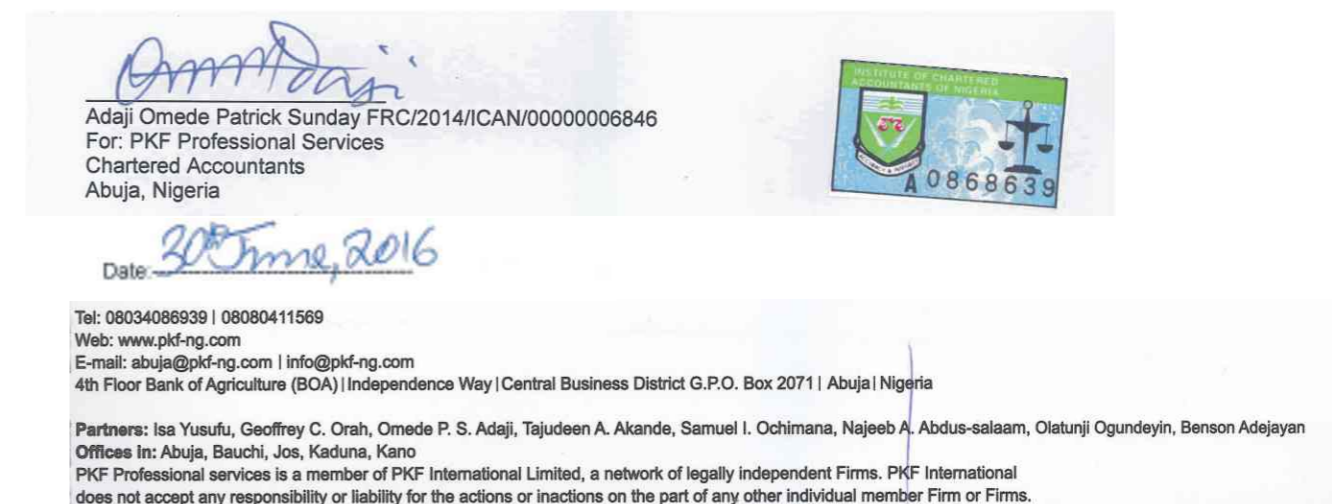 Adaji Omede Patrick Sunday FRC/2014/ICAN/00000006846
For: PKF Professional Services
Chartered Accountants
Abuja, Nigeria
INSTITUTE OF CHARTERED
ACCOUNTANTS OF NIGERIA
A 0868639
Date: 30th June, 2016
Tel: 08034086939 | 08080411569
Web: www.pkf-ng.com
E-mail: abuja@pkf-ng.com | info@pkf-ng.com
4th Floor Bank of Agriculture (BOA) | Independence Way | Central Business District G.P.O. Box 2071 | Abuja | Nigeria
Partners: Isa Yusufu, Geoffrey C. Orah, Omede P. S. Adaji, Tajudeen A. Akande, Samuel I. Ochimana, Najeeb A. Abdus-salaam, Olatunji Ogundeyin, Benson Adejayan
Offices in: Abuja, Bauchi, Jos, Kaduna, Kano
PKF Professional services is a member of PKF International Limited, a network of legally independent Firms. PKF International
does not accept any responsibility or liability for the actions or inactions on the part of any other individual member Firm or Firms.